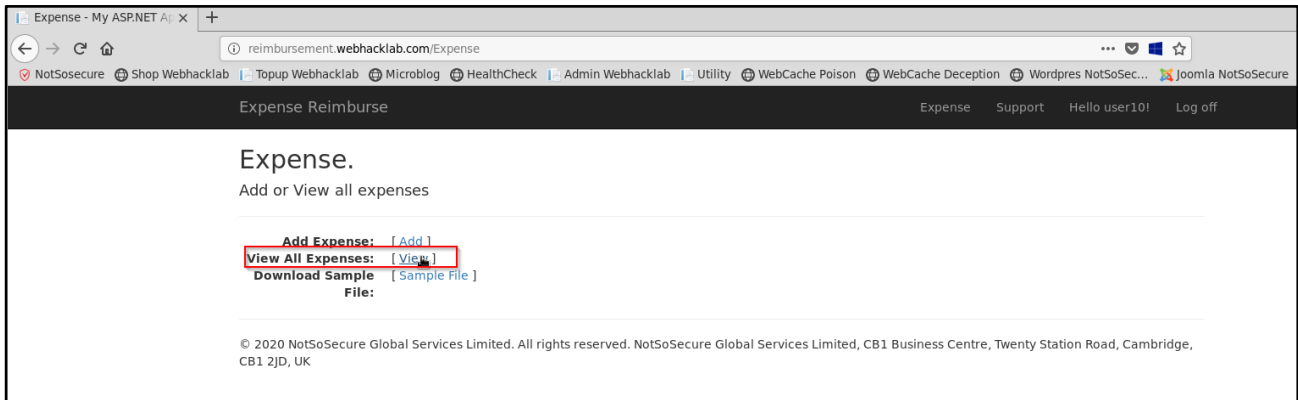 Expense - My ASP.NET Ap
reimbursement.webhacklab.com/Expense
NotSosecure Shop Webhacklab Topup Webhacklab Microblog HealthCheck Admin Webhacklab Utility WebCache Poison WebCache Deception Wordpres NotSoSec... Joomla NotSoSecure
Expense Reimburse Expense Support Hello user10! Log off
Expense.
Add or View all expenses
Add Expense: [ Add ]
View All Expenses: [ View ]
Download Sample [ Sample File ]
File:
© 2020 NotSoSecure Global Services Limited. All rights reserved. NotSoSecure Global Services Limited, CB1 Business Centre, Twenty Station Road, Cambridge,
CB1 2JD, UK